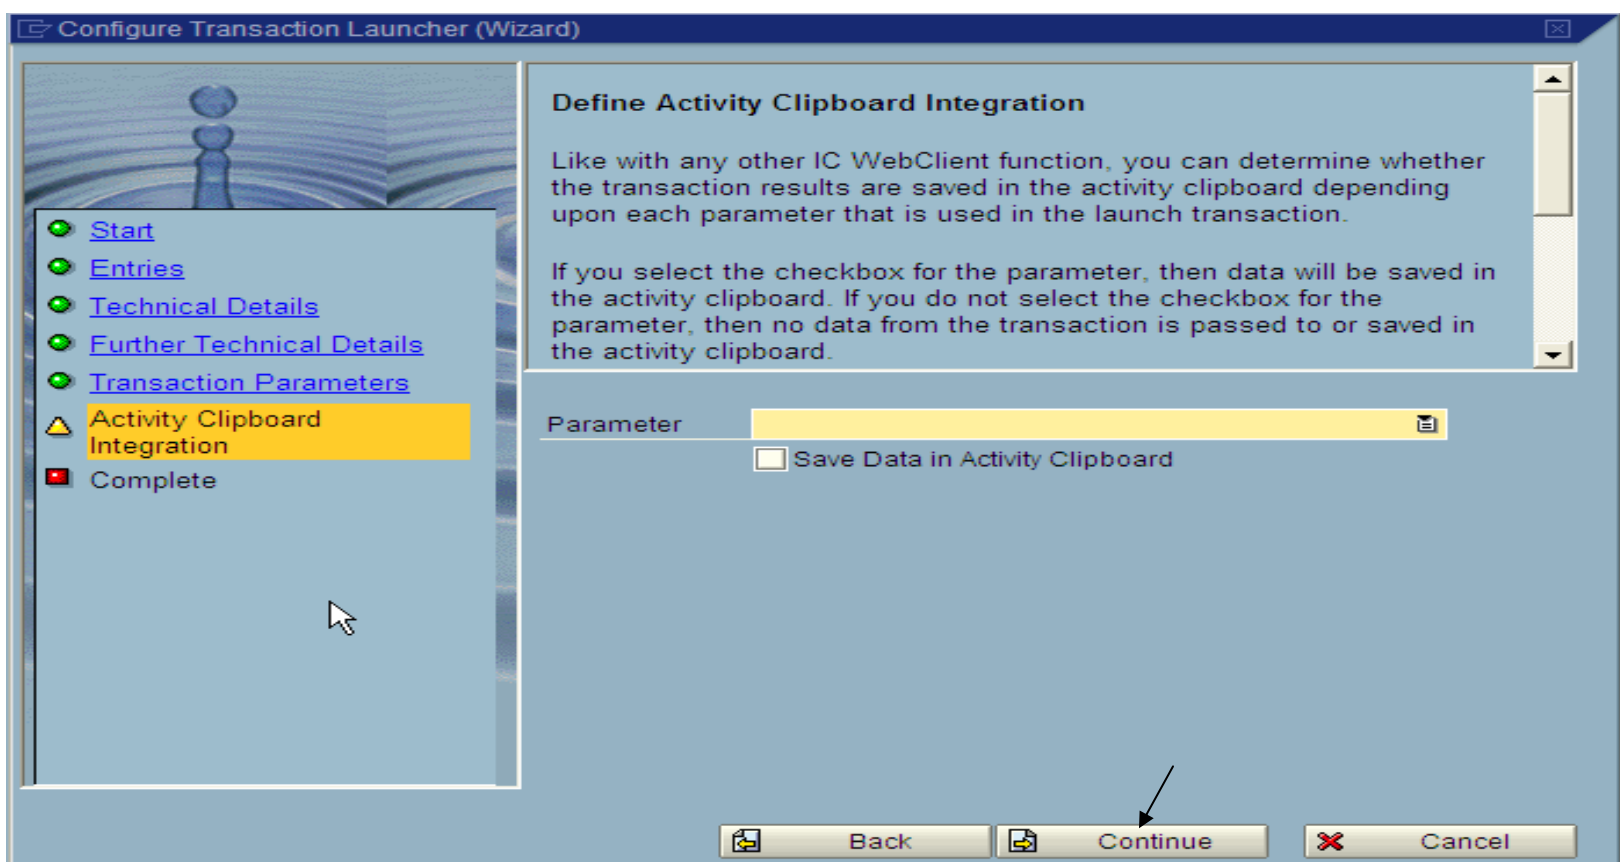 Configure Transaction Launcher (Wizard)
Start
Entries
Technical Details
Further Technical Details
Transaction Parameters
Activity Clipboard
Integration
Complete
Define Activity Clipboard Integration
Like with any other IC WebClient function, you can determine whether
the transaction results are saved in the activity clipboard depending
upon each parameter that is used in the launch transaction.
If you select the checkbox for the parameter, then data will be saved in
the activity clipboard. If you do not select the checkbox for the
parameter, then no data from the transaction is passed to or saved in
the activity clipboard.
Parameter
Save Data in Activity Clipboard
Back
Continue
Cancel